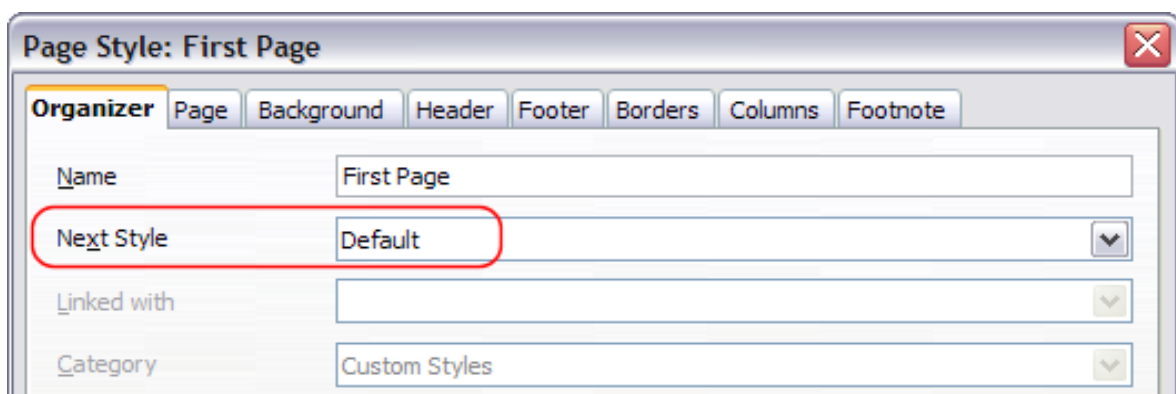 Page Style: First Page
Organizer Page Background Header Footer Borders Columns Footnote
Name First Page
Next Style Default
Linked with
Category Custom Styles